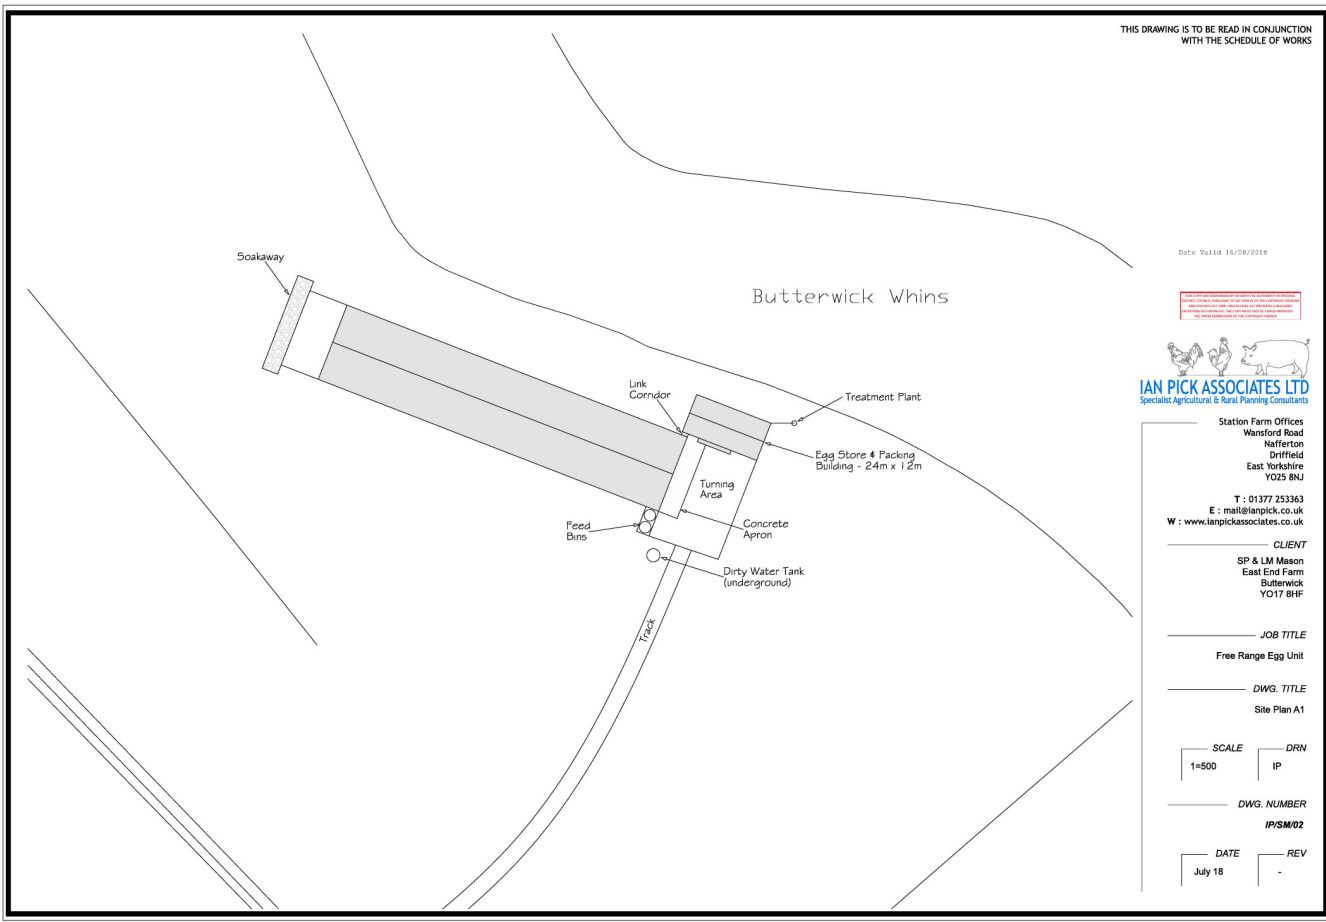 THIS DRAWING IS TO BE READ IN CONJUNCTION
WITH THE SCHEDULE OF WORKS
Soakaway
Butterwick Whins
Link
Corridor
Treatment Plant
Egg Store & Packing
Building - 24m x 12m
Turning
Area
Feed
Bins
Concrete
Apron
Dirty Water Tank
(underground)
Track
Date Valid 16/08/2018
IAN PICK ASSOCIATES LTD
Specialist Agricultural & Rural Planning Consultants
Station Farm Offices
Wansford Road
Nafferton
Driffield
East Yorkshire
YO25 8NJ
T : 01377 253363
E : mail@ianpick.co.uk
W : www.ianpickassociates.co.uk
CLIENT
SP & LM Mason
East End Farm
Butterwick
YO17 8HF
JOB TITLE
Free Range Egg Unit
DWG. TITLE
Site Plan A1
SCALE
1=500
DRN
IP
DWG. NUMBER
IP/SM/02
DATE
July 18
REV
-